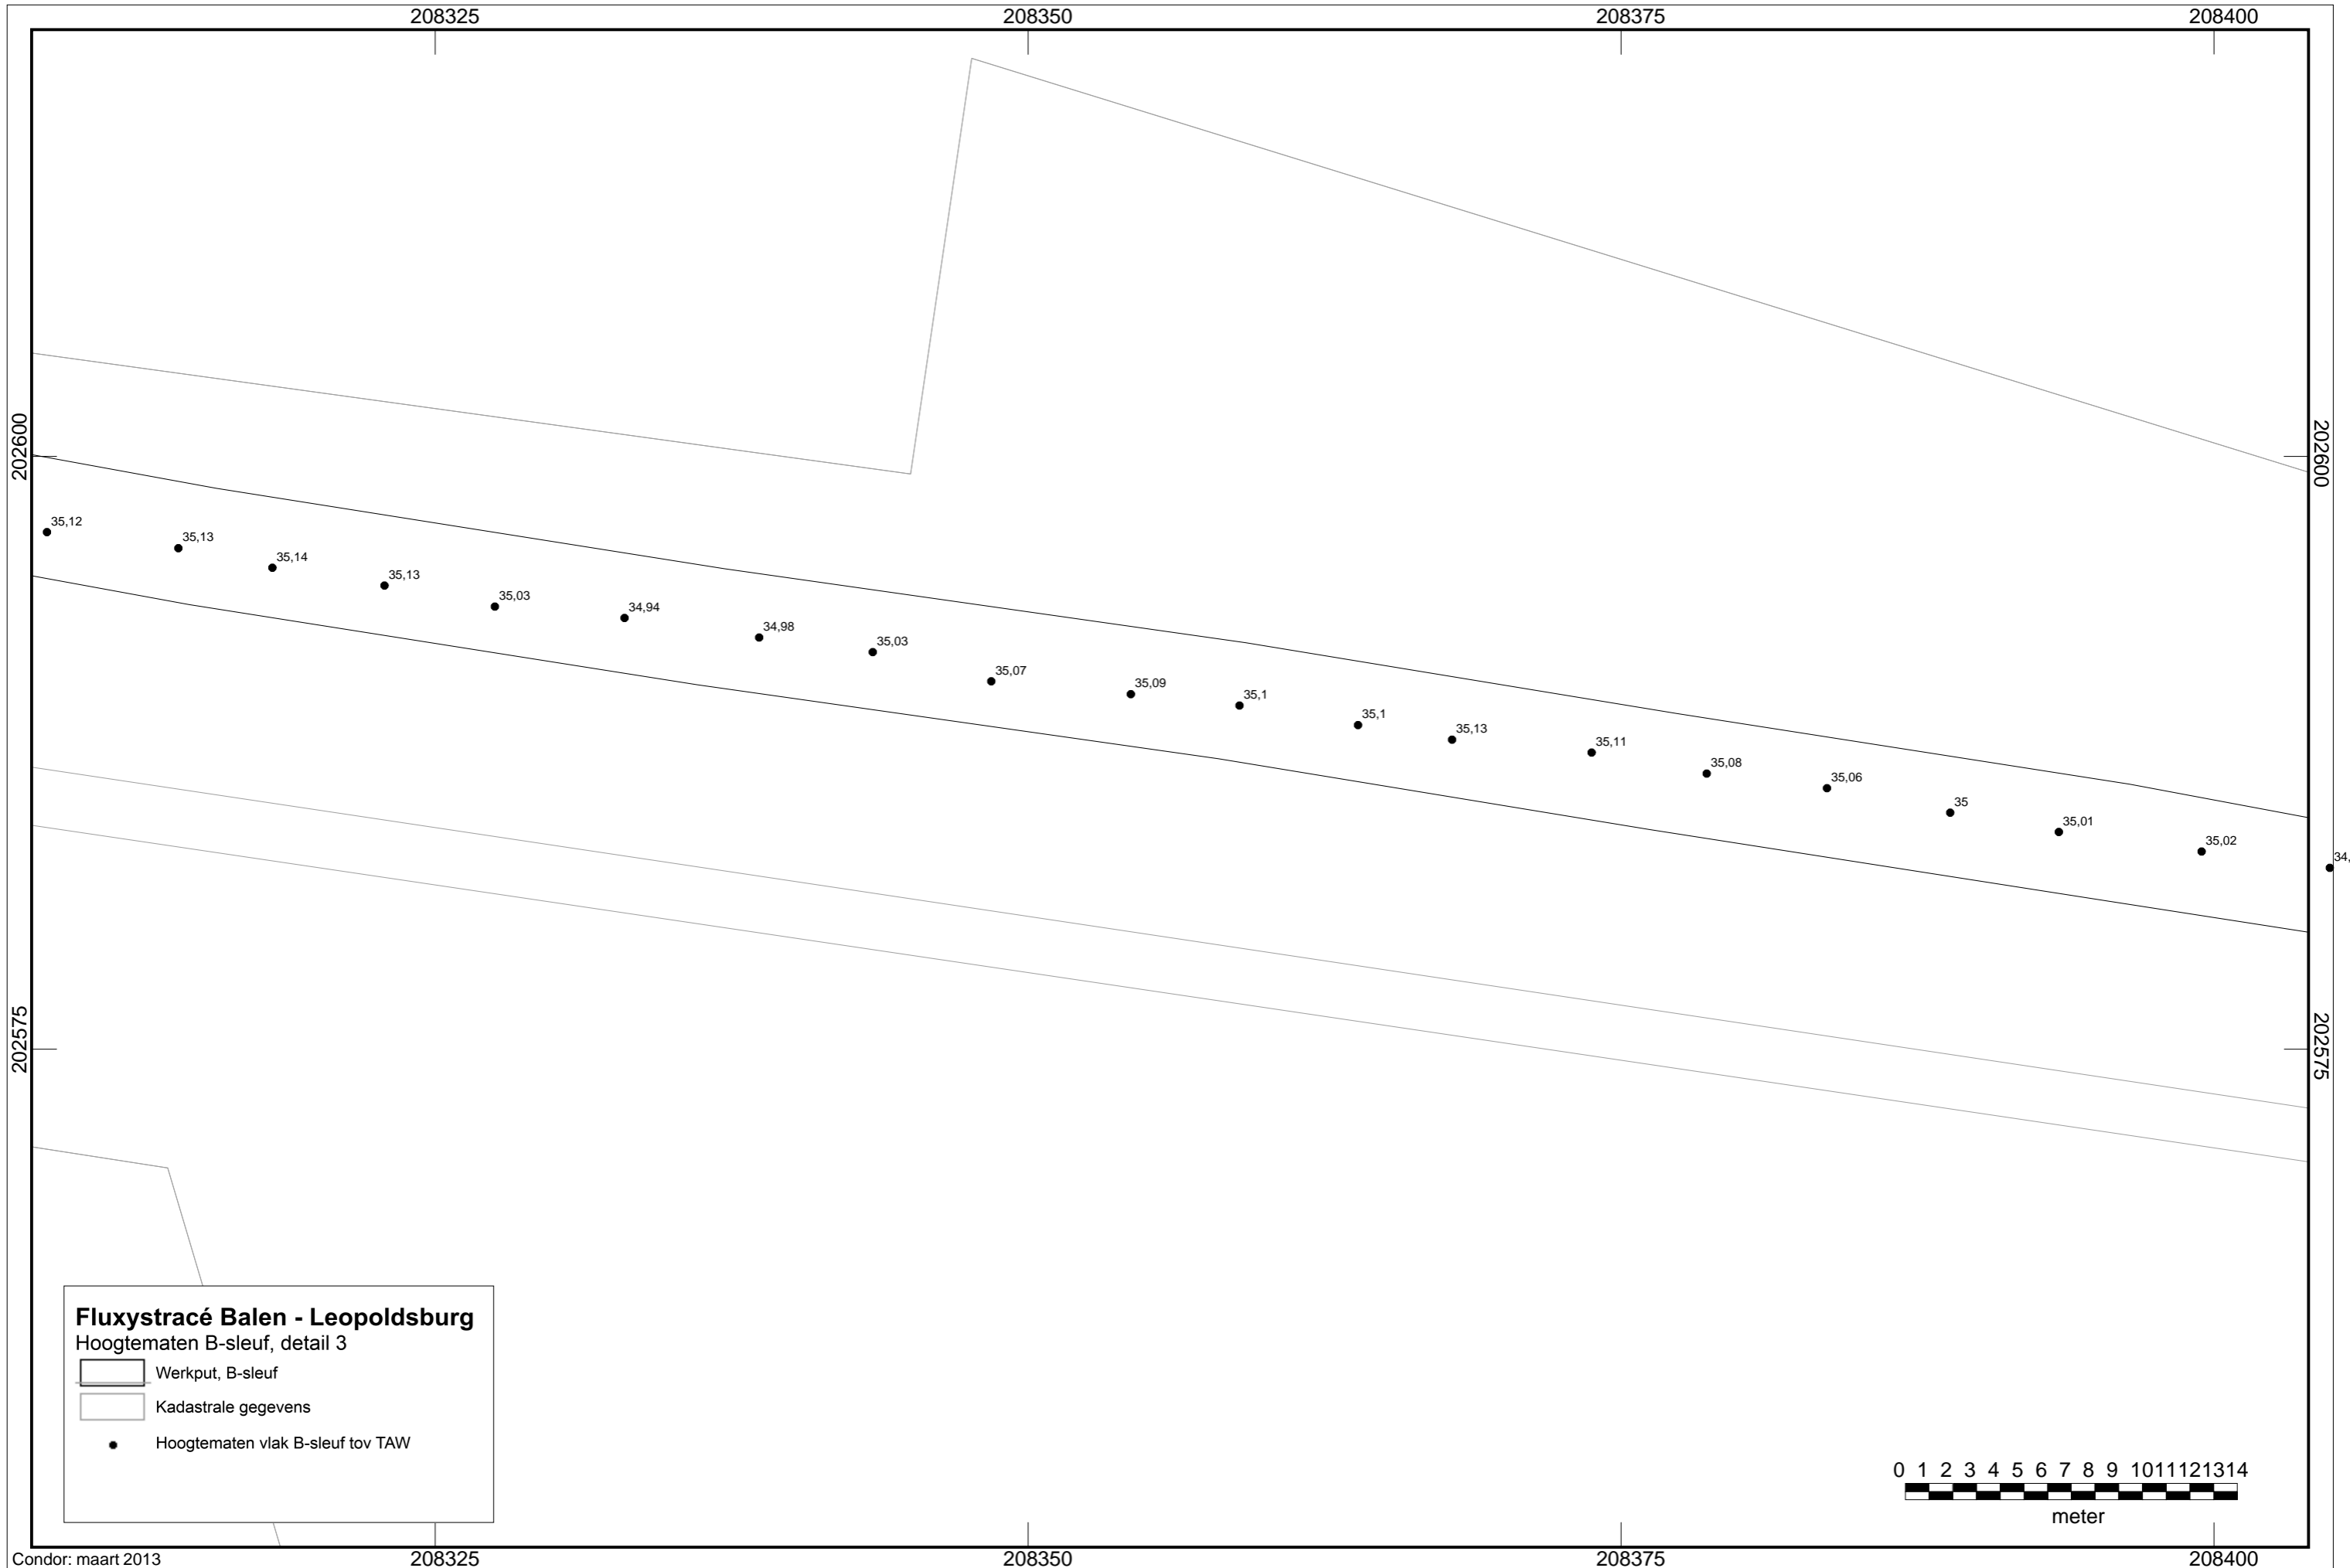 208325 208350 208375 208400
202600 202600
35,12
35,13
35,14
35,13
35,03
34,94
34,98
35,03
35,07
35,09
35,1
35,1
35,13
35,11
35,08
35,06
35
35,01
35,02
34,
202575 202575
Fluxystracé Balen - Leopoldsburg
Hoogtematen B-sleuf, detail 3
Werkput, B-sleuf
Kadastrale gegevens
Hoogtematen vlak B-sleuf tov TAW
0 1 2 3 4 5 6 7 8 9 10 11 12 13 14
meter
Condor: maart 2013
208325 208350 208375 208400